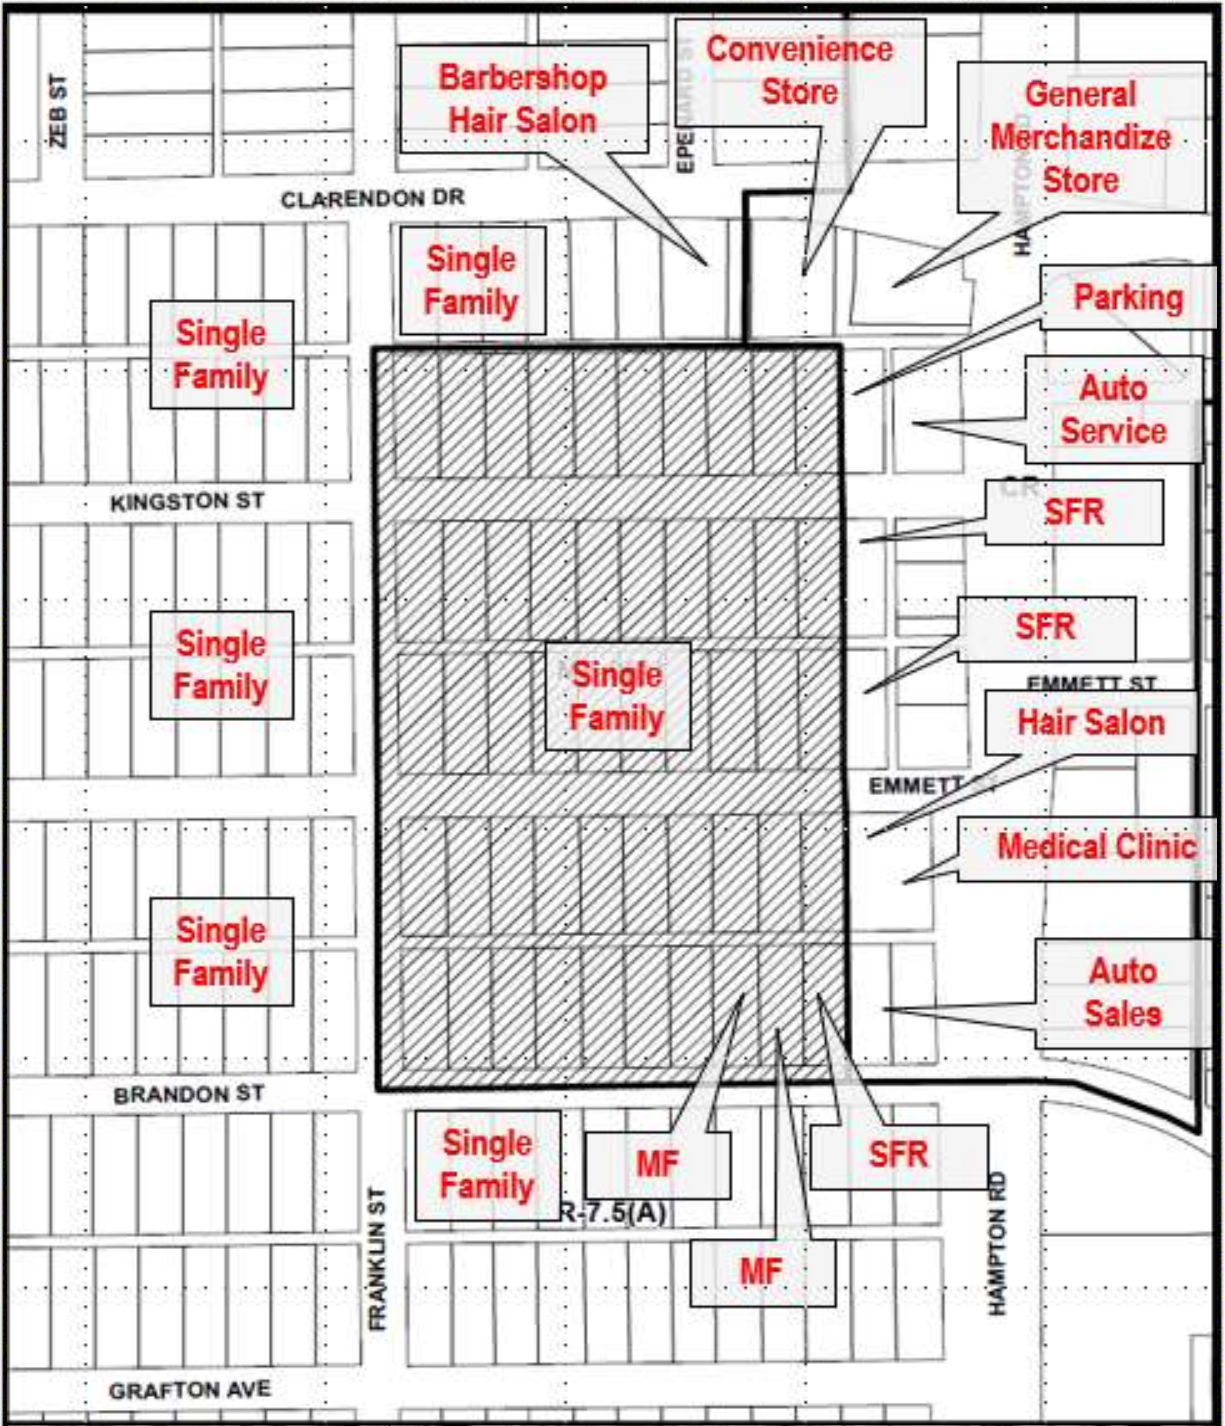 ZEB ST
Barbershop
Hair Salon
Convenience
Store
General
Merchandize
Store
CLARENDON DR
Single
Family
Single
Family
Parking
Auto
Service
KINGSTON ST
CR
SFR
Single
Family
Single
Family
SFR
EMMETT ST
Hair Salon
EMMETT
Medical Clinic
Single
Family
Auto
Sales
BRANDON ST
Single
Family
MF
SFR
R-7.5(A)
MF
FRANKLIN ST
HAMPTON RD
GRAFTON AVE